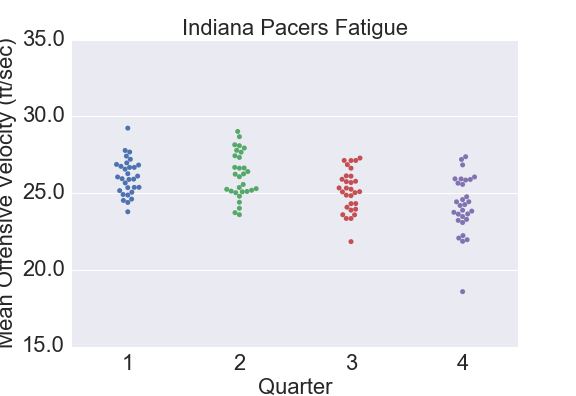 Indiana Pacers Fatigue
Mean Offensive Velocity (ft/sec)
35.0
30.0
25.0
20.0
15.0
1 2 3 4
Quarter